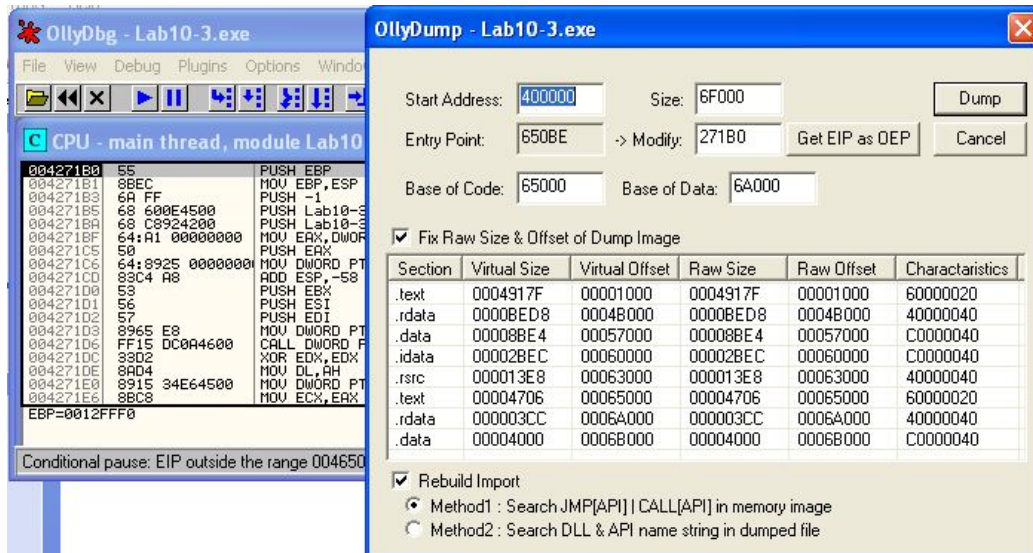 OllyDbg - Lab10-3.exe
File View Debug Plugins Options Windo
C CPU - main thread, module Lab10
004271B0 55 PUSH EBP
004271B1 8BEC MOV EBP,ESP
004271B3 6A FF PUSH -1
004271B5 68 600E4500 PUSH Lab10-3
004271BA 68 C8924200 PUSH Lab10-3
004271BF 64:A1 00000000 MOV EAX,DWOR
004271C5 50 PUSH EAX
004271C6 64:8925 0000000 MOV DWORD PT
004271CD 83C4 A8 ADD ESP,-58
004271D0 53 PUSH EBX
004271D1 56 PUSH ESI
004271D2 57 PUSH EDI
004271D3 8965 E8 MOV DWORD PT
004271D6 FF15 DC0A4600 CALL DWORD P
004271DC 33D2 XOR EDX,EDX
004271DE 8AD4 MOV DL,AH
004271E0 8915 34E64500 MOV DWORD PT
004271E6 8BC8 MOV ECX,EAX
EBP=0012FFF0
Conditional pause: EIP outside the range 004650
OllyDump - Lab10-3.exe
Start Address: 400000 Size: 6F000 Dump
Entry Point: 650BE -> Modify: 271B0 Get EIP as OEP Cancel
Base of Code: 65000 Base of Data: 6A000
Fix Raw Size & Offset of Dump Image
Section Virtual Size Virtual Offset Raw Size Raw Offset Charactaristics
.text 0004917F 00001000 0004917F 00001000 60000020
.rdata 0000BED8 0004B000 0000BED8 0004B000 40000040
.data 00008BE4 00057000 00008BE4 00057000 C0000040
.idata 00002BEC 00060000 00002BEC 00060000 C0000040
.rsrc 000013E8 00063000 000013E8 00063000 40000040
.text 00004706 00065000 00004706 00065000 60000020
.rdata 000003CC 0006A000 000003CC 0006A000 40000040
.data 00004000 0006B000 00004000 0006B000 C0000040
Rebuild Import
Method1 : Search JMP[API] | CALL[API] in memory image
Method2 : Search DLL & API name string in dumped file